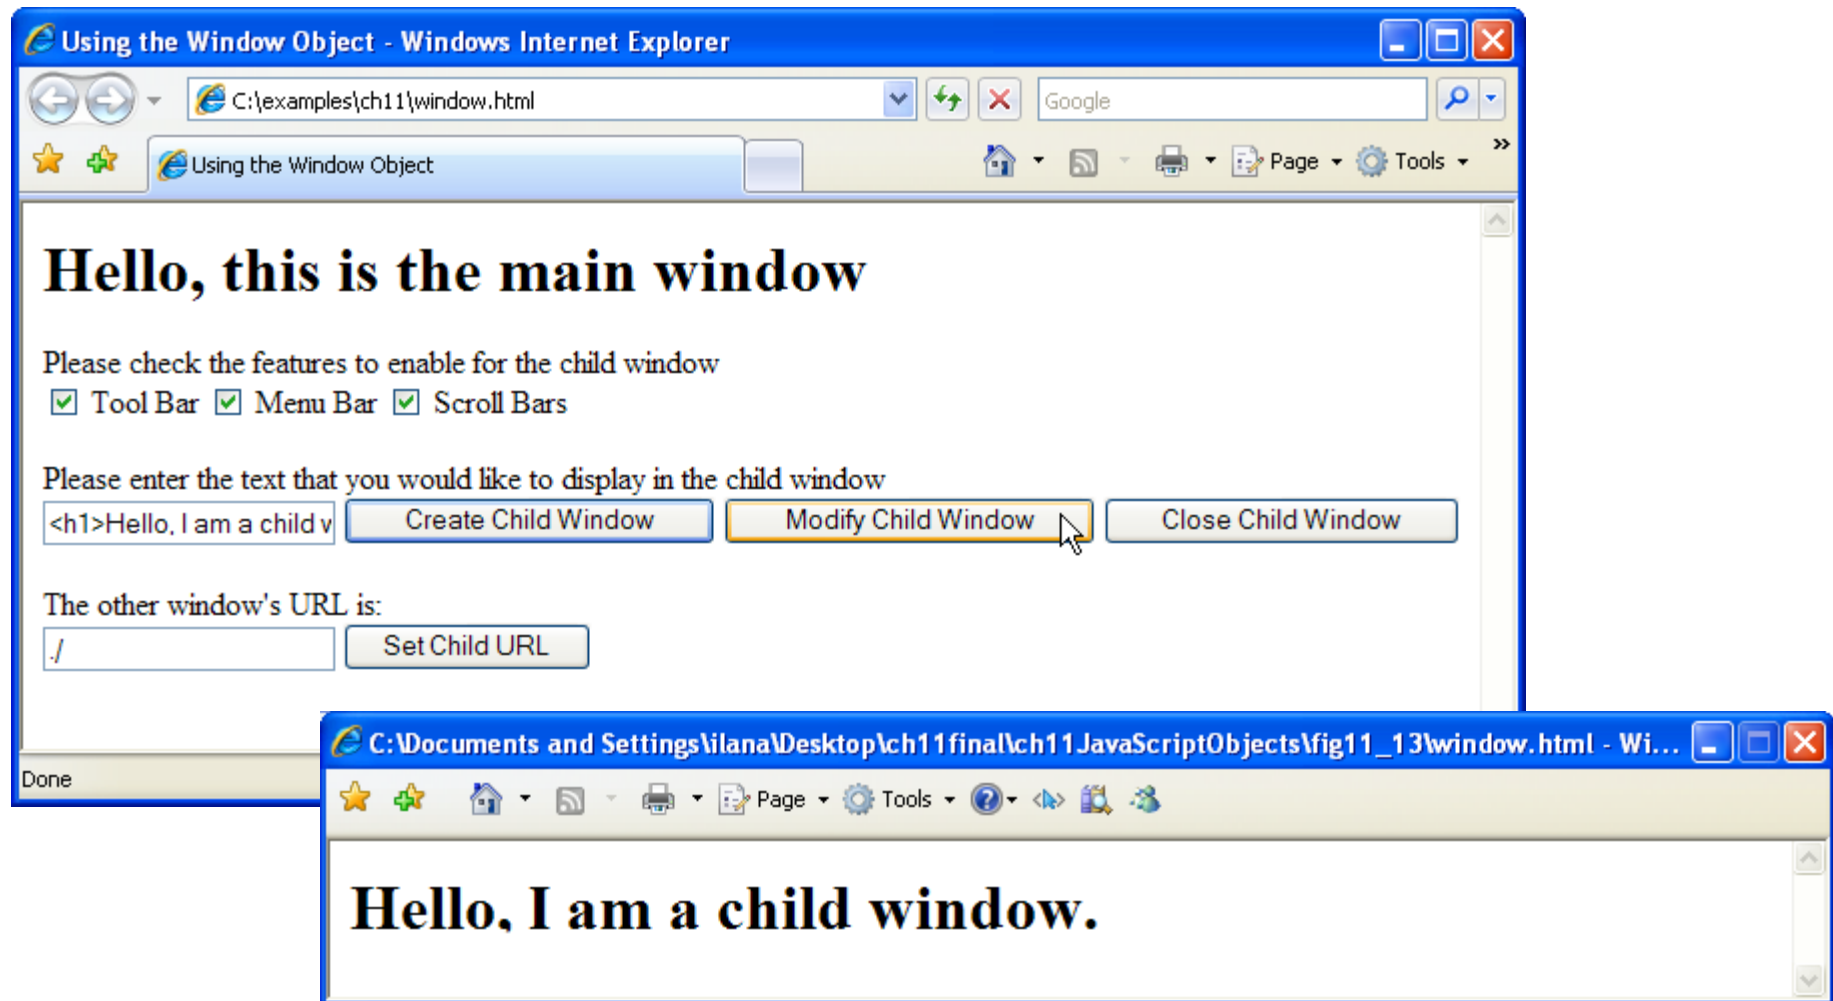 Using the Window Object - Windows Internet Explorer
C:\examples\ch11\window.html Google
Using the Window Object Page Tools »
Hello, this is the main window
Please check the features to enable for the child window
Tool Bar Menu Bar Scroll Bars
Please enter the text that you would like to display in the child window
<h1>Hello, I am a child Create Child Window Modify Child Window Close Child Window
The other window's URL is:
./ Set Child URL
Done
C:\Documents and Settings\ilana\Desktop\ch11final\ch11JavaScriptObjects\fig11_13\window.html - Wi...
Page Tools
Hello, I am a child window.